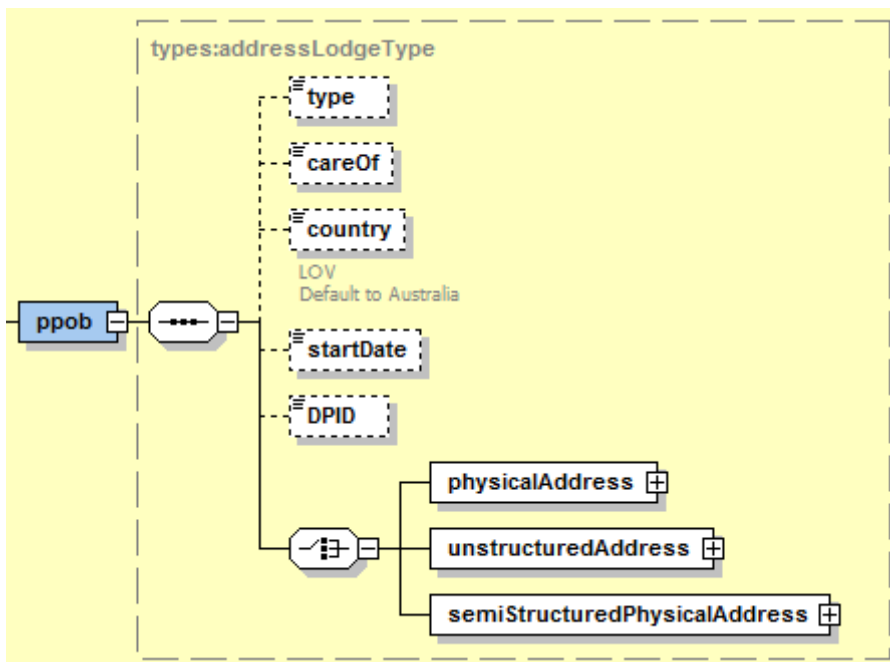 types:addressLodgeType
type
careOf
country
LOV
Default to Australia
ppob
startDate
DPID
physicalAddress
unstructuredAddress
semiStructuredPhysicalAddress